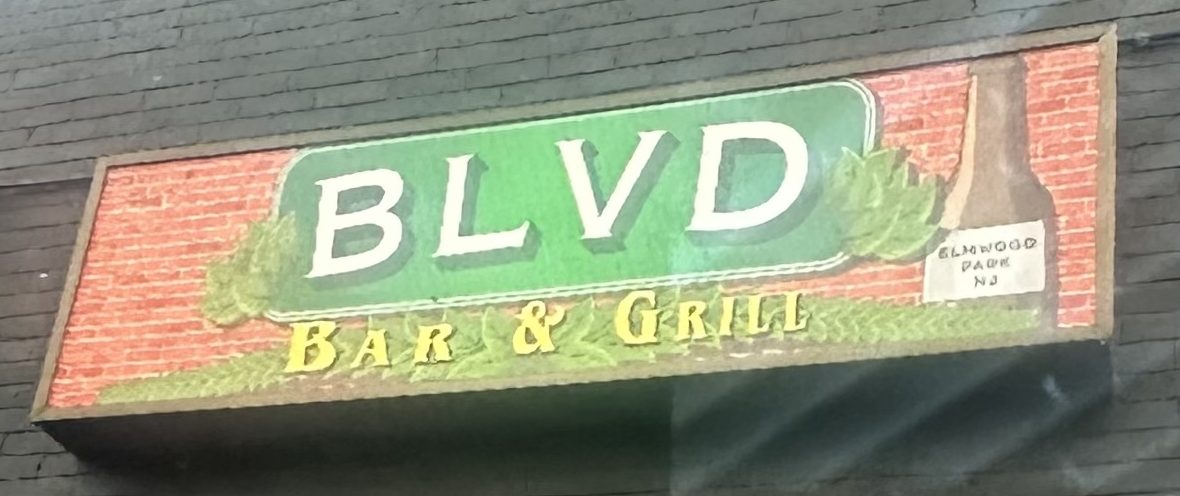 BLVD
BAR & GRILL
ELMWOOD
PARK
NJ